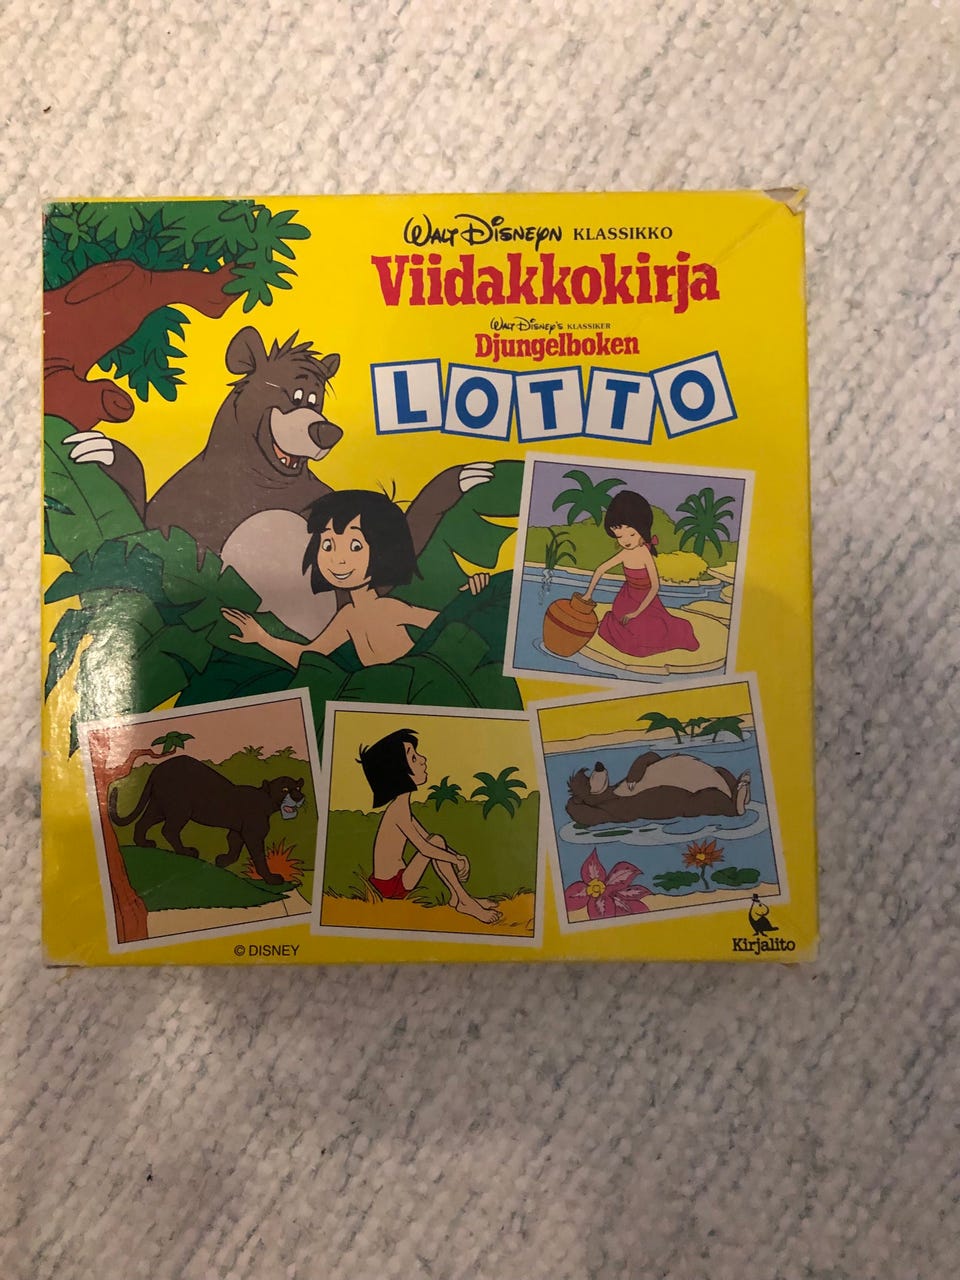 WALT DISNEYN KLASSIKKO
Viidakkokirja
WALT DISNEY'S KLASSIKER
Djungelboken
LOTTO
© DISNEY
Kirjalito